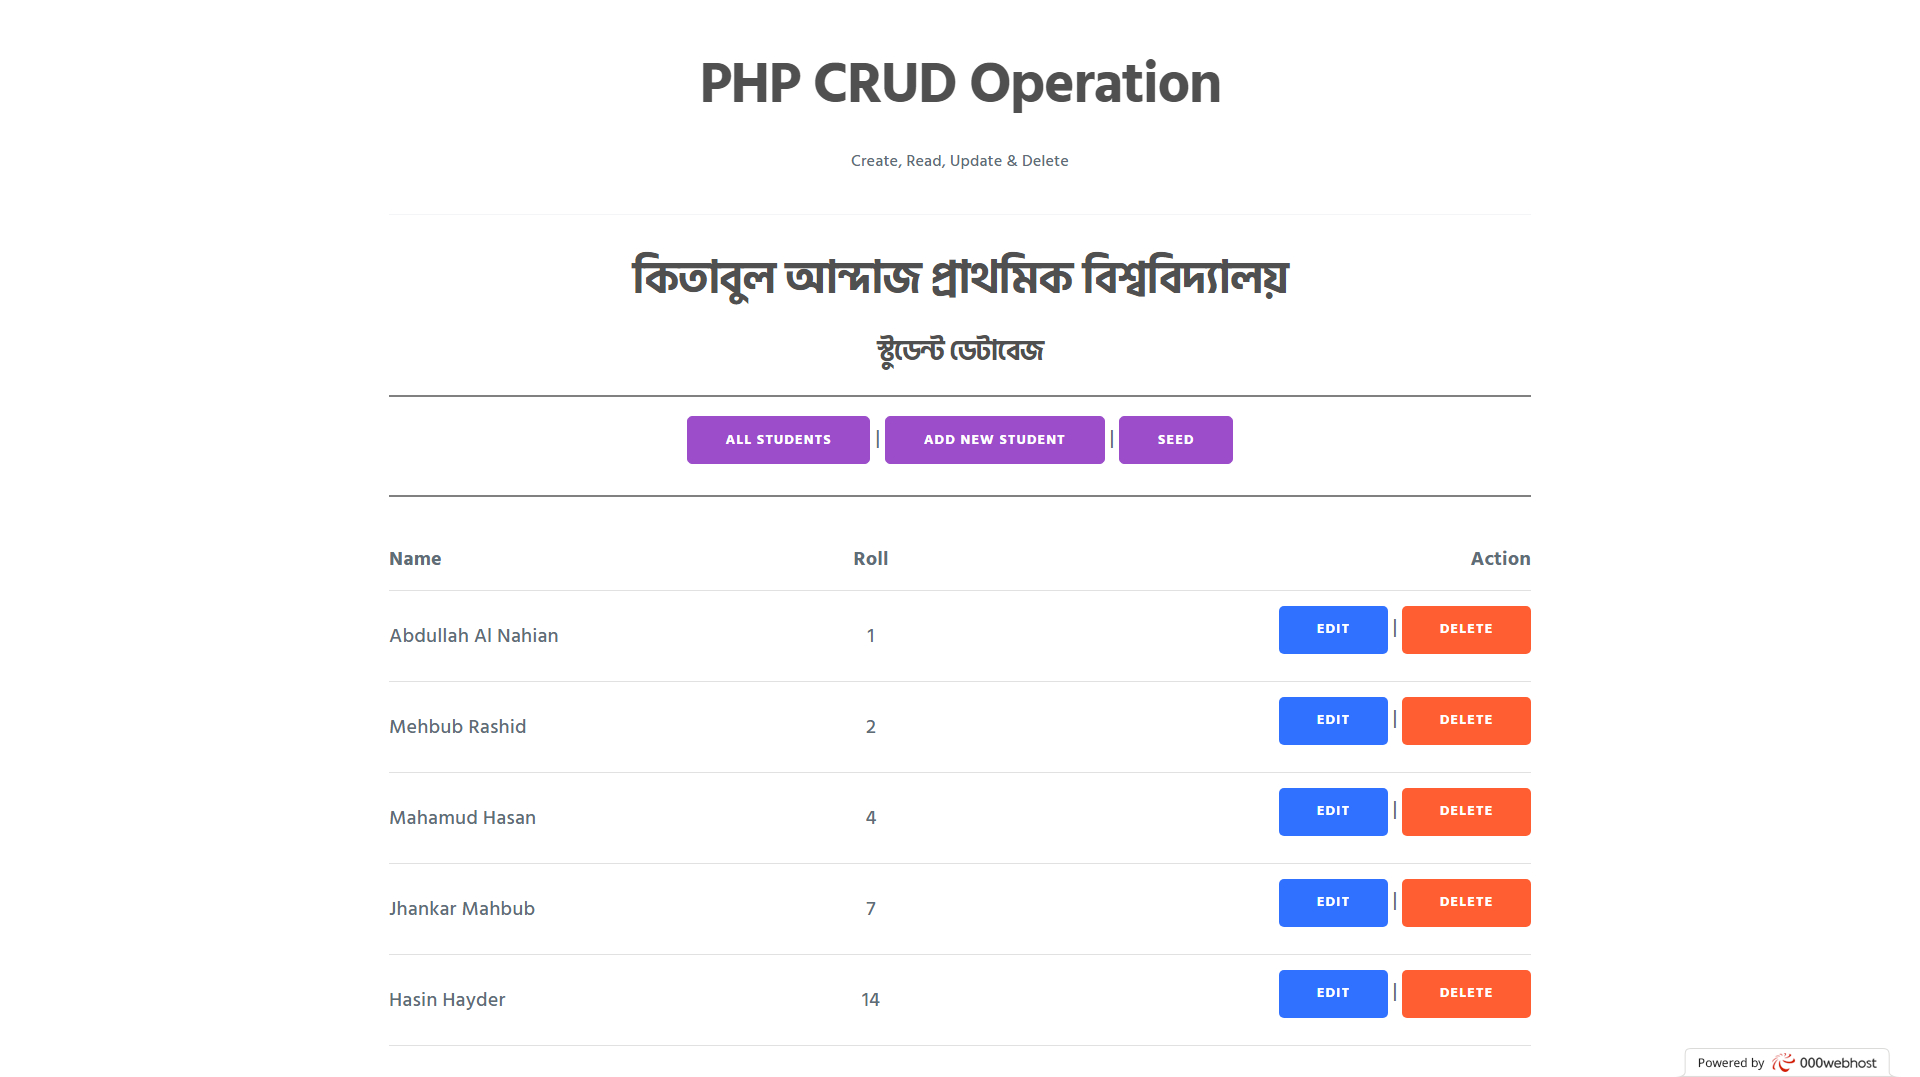 PHP CRUD Operation
Create, Read, Update & Delete
কিতাবুল আন্দাজ প্রাথমিক বিশ্ববিদ্যালয়
স্টুডেন্ট ডেটাবেজ
ALL STUDENTS | ADD NEW STUDENT | SEED
Name Roll Action
Abdullah Al Nahian 1 EDIT | DELETE
Mehbub Rashid 2 EDIT | DELETE
Mahamud Hasan 4 EDIT | DELETE
Jhankar Mahbub 7 EDIT | DELETE
Hasin Hayder 14 EDIT | DELETE
Powered by 000webhost